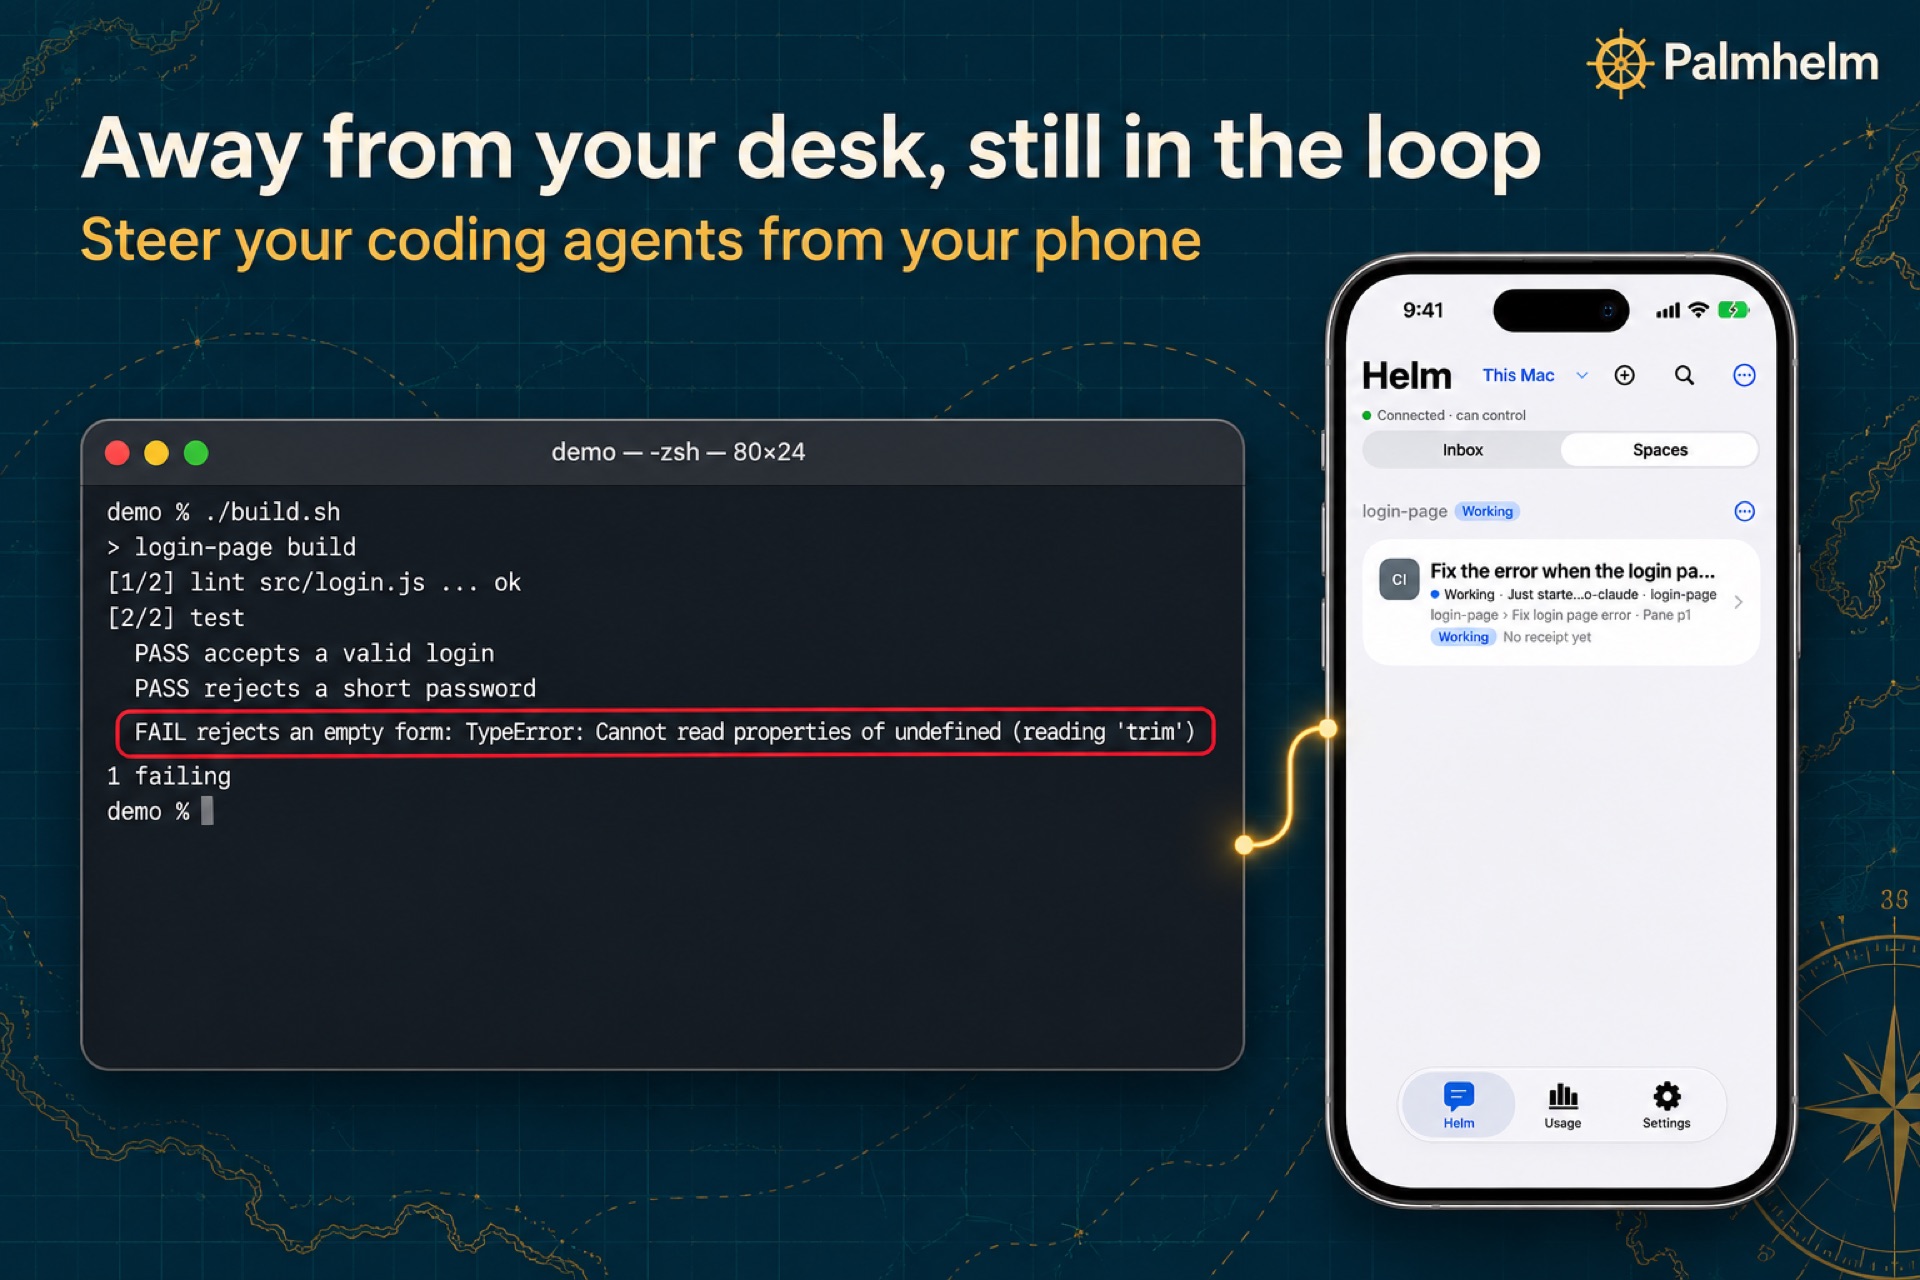 Palmhelm
Away from your desk, still in the loop
Steer your coding agents from your phone
demo — -zsh — 80×24
demo % ./build.sh
> login-page build
[1/2] lint src/login.js ... ok
[2/2] test
PASS accepts a valid login
PASS rejects a short password
FAIL rejects an empty form: TypeError: Cannot read properties of undefined (reading 'trim')
1 failing
demo %
9:41
Helm This Mac
Connected · can control
Inbox Spaces
login-page Working
CI Fix the error when the login pa...
Working · Just starte...o-claude · login-page
login-page › Fix login page error · Pane p1
Working No receipt yet
Helm Usage Settings
36